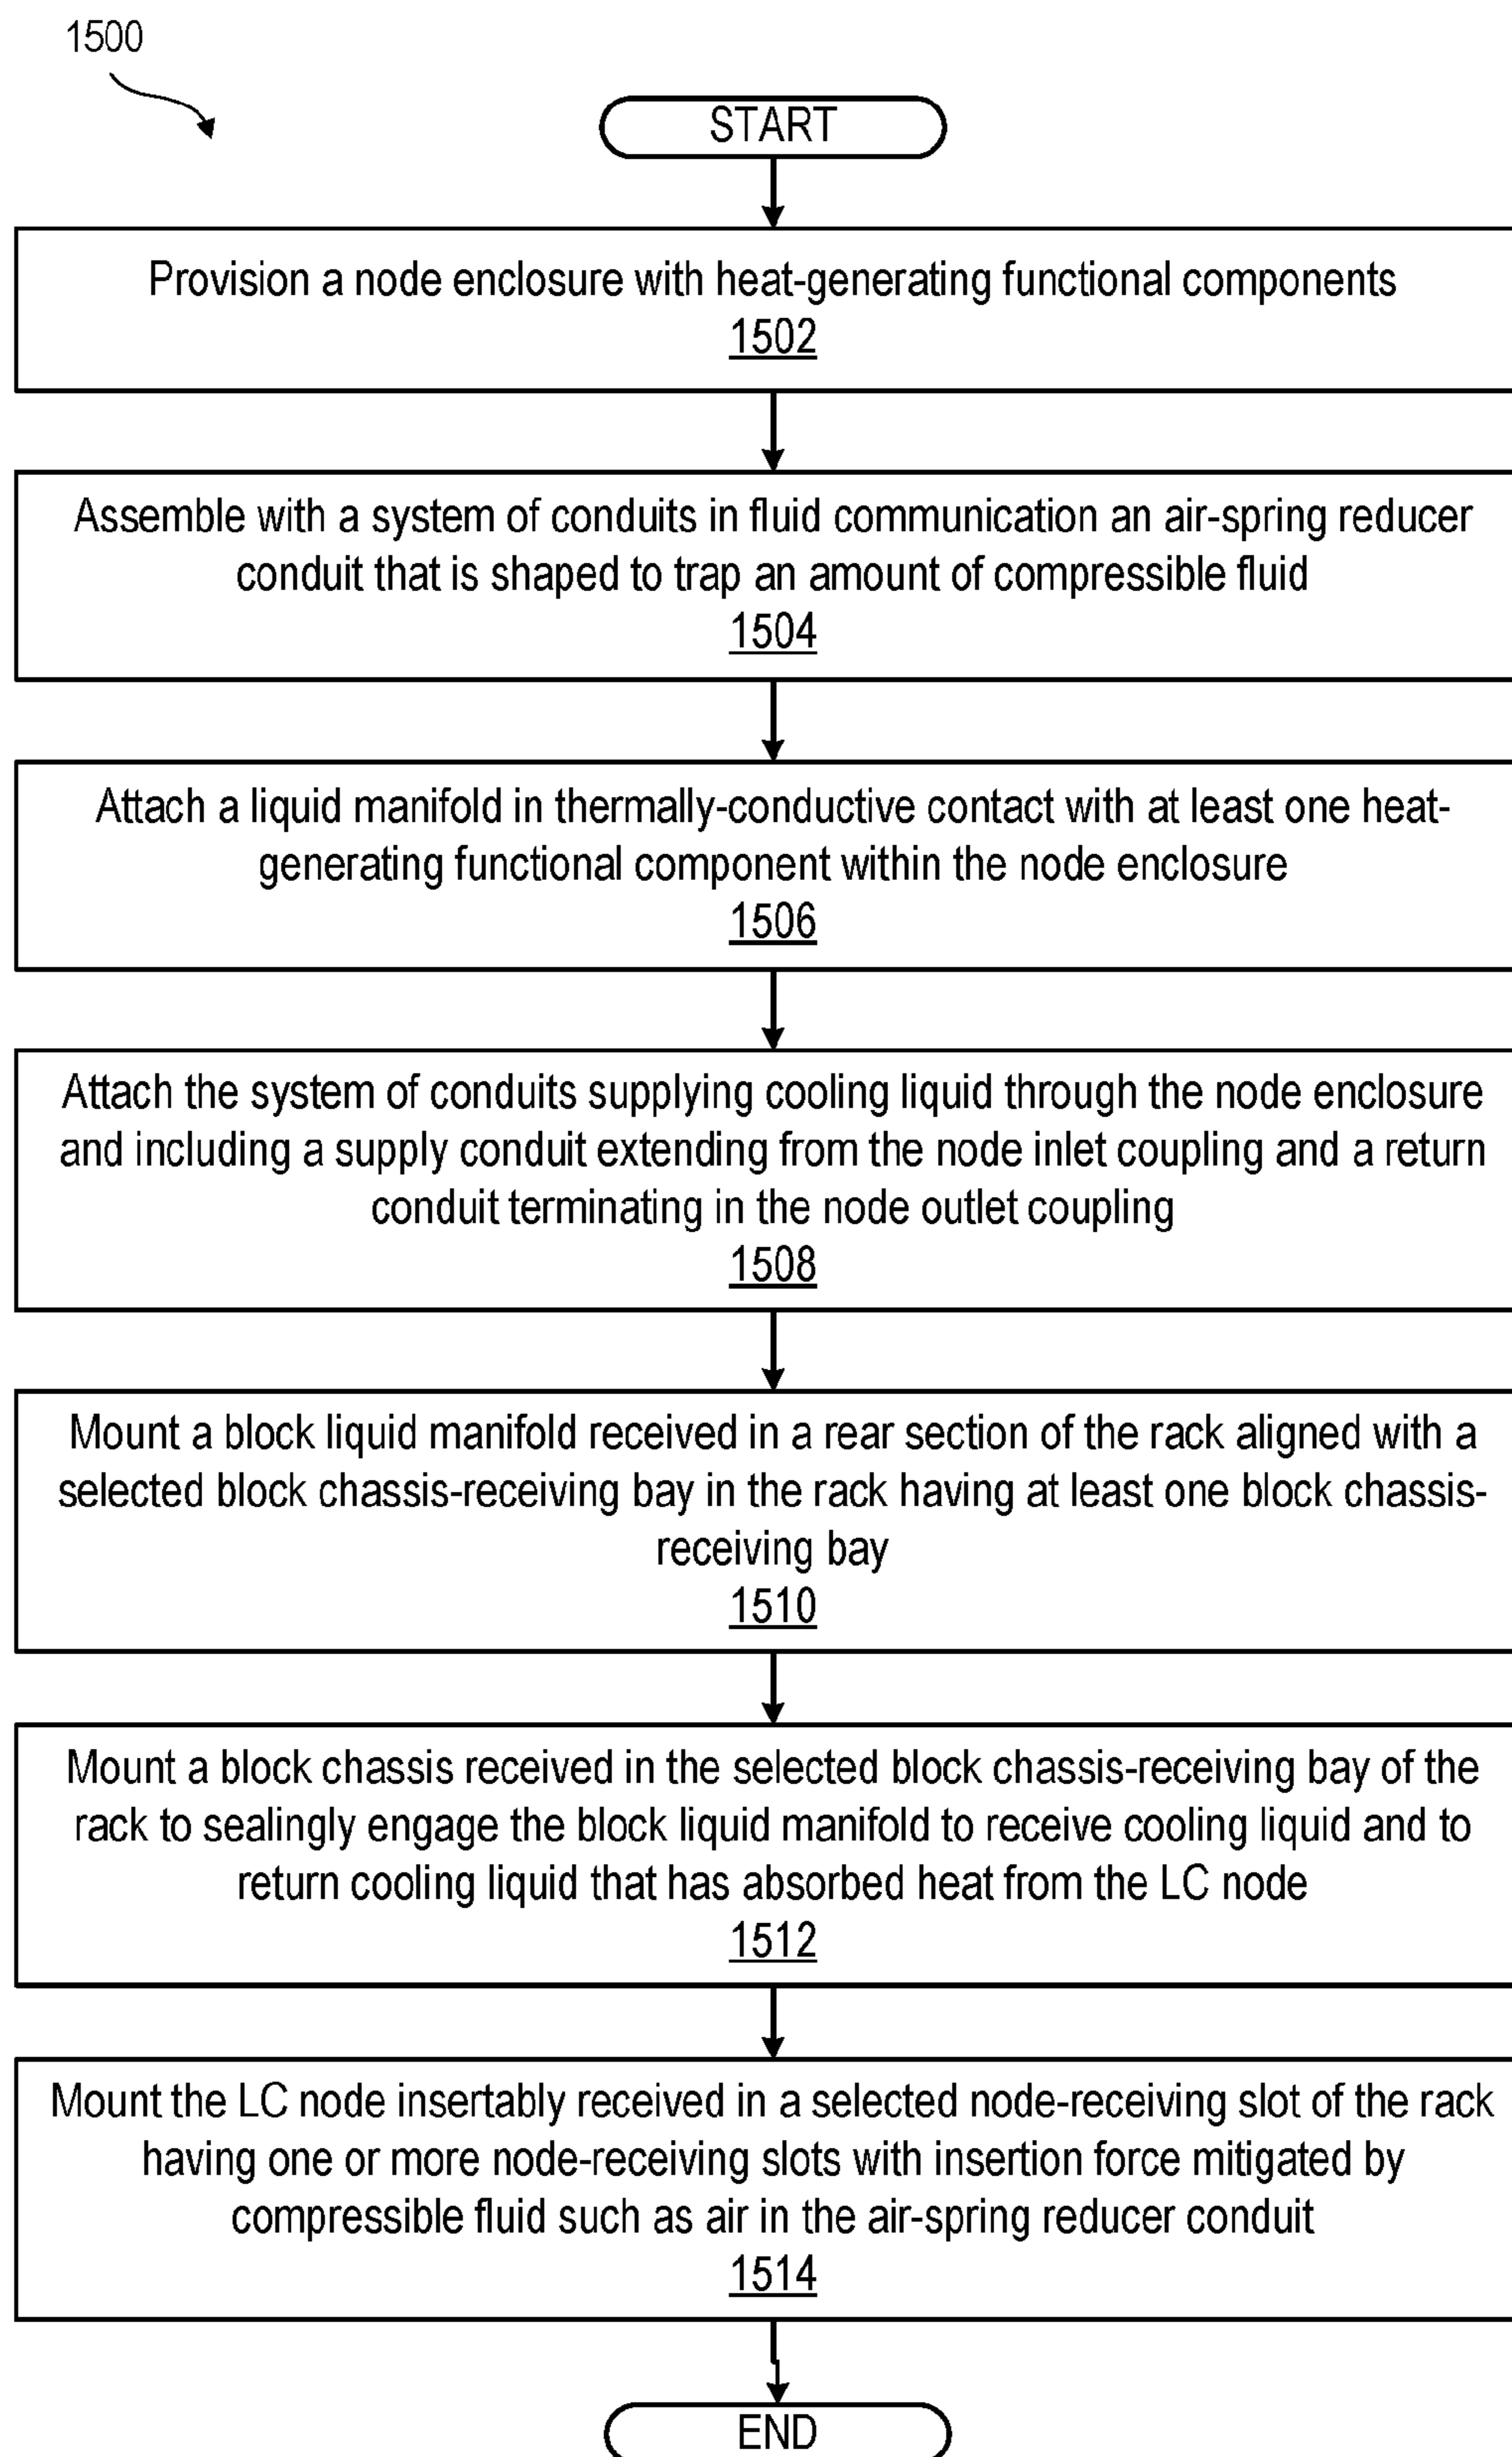 1500
START
Provision a node enclosure with heat-generating functional components
1502
Assemble with a system of conduits in fluid communication an air-spring reducer
conduit that is shaped to trap an amount of compressible fluid
1504
Attach a liquid manifold in thermally-conductive contact with at least one heat-
generating functional component within the node enclosure
1506
Attach the system of conduits supplying cooling liquid through the node enclosure
and including a supply conduit extending from the node inlet coupling and a return
conduit terminating in the node outlet coupling
1508
Mount a block liquid manifold received in a rear section of the rack aligned with a
selected block chassis-receiving bay in the rack having at least one block chassis-
receiving bay
1510
Mount a block chassis received in the selected block chassis-receiving bay of the
rack to sealingly engage the block liquid manifold to receive cooling liquid and to
return cooling liquid that has absorbed heat from the LC node
1512
Mount the LC node insertably received in a selected node-receiving slot of the rack
having one or more node-receiving slots with insertion force mitigated by
compressible fluid such as air in the air-spring reducer conduit
1514
END